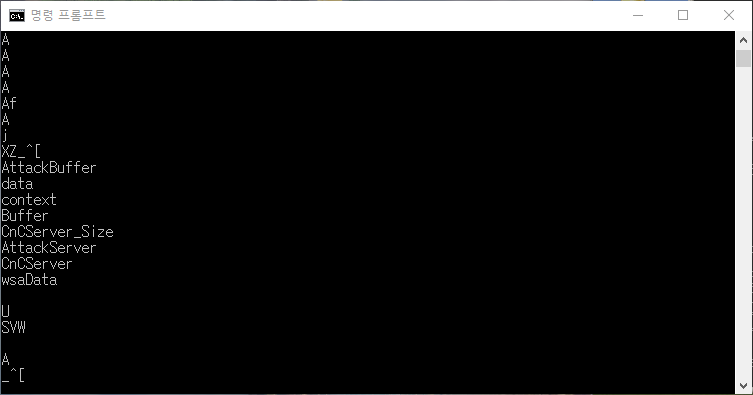 명령 프롬프트
A
A
A
A
Af
A
j
XZ_^[
AttackBuffer
data
context
Buffer
CnCServer_Size
AttackServer
CnCServer
wsaData
U
SVW
A
_^[